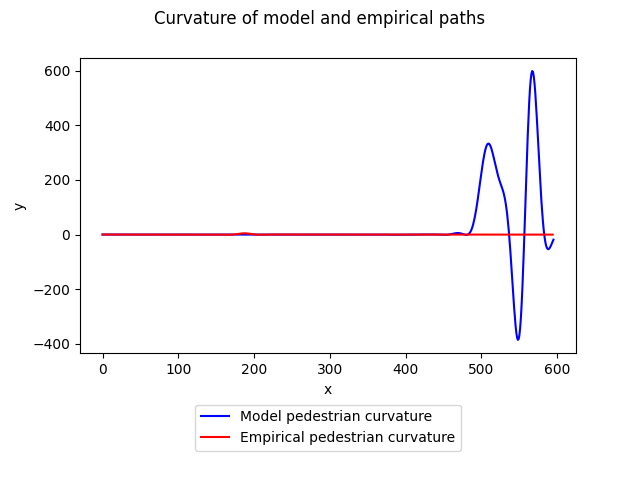 Curvature of model and empirical paths
600
400
200
0
−200
−400
y
0 100 200 300 400 500 600
x
Model pedestrian curvature
Empirical pedestrian curvature